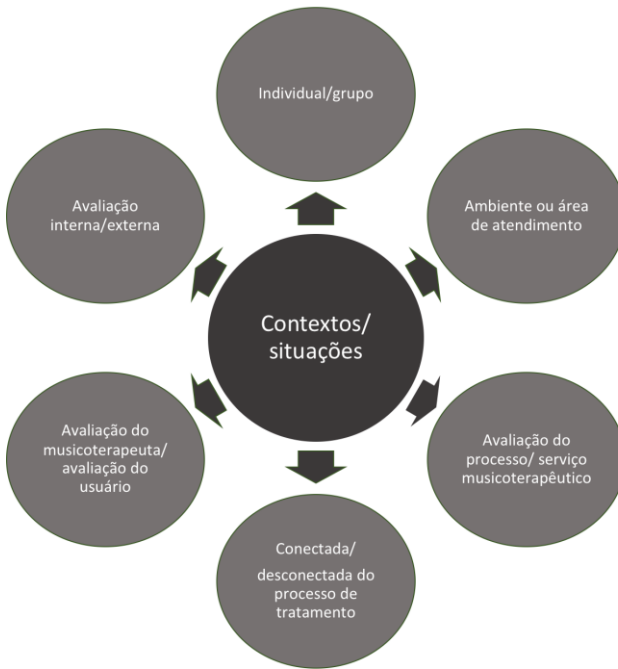 Individual/grupo
Avaliação
interna/externa
Ambiente ou área
de atendimento
Contextos/
situações
Avaliação do
musicoterapeuta/
avaliação do
usuário
Avaliação do
processo/ serviço
musicoterapêutico
Conectada/
desconectada do
processo de
tratamento